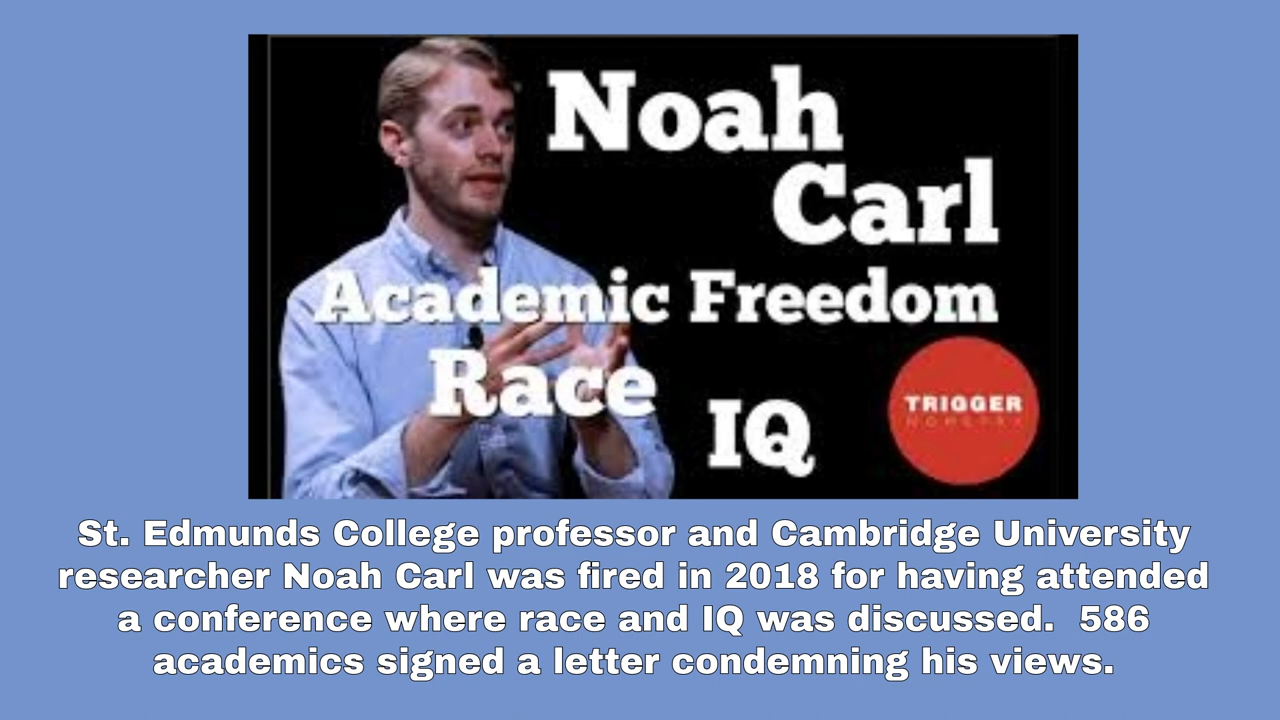 Noah
Carl
Academic Freedom
Race
IQ
TRIGGER
NOMETRY
St. Edmunds College professor and Cambridge University
researcher Noah Carl was fired in 2018 for having attended
a conference where race and IQ was discussed.  586
academics signed a letter condemning his views.